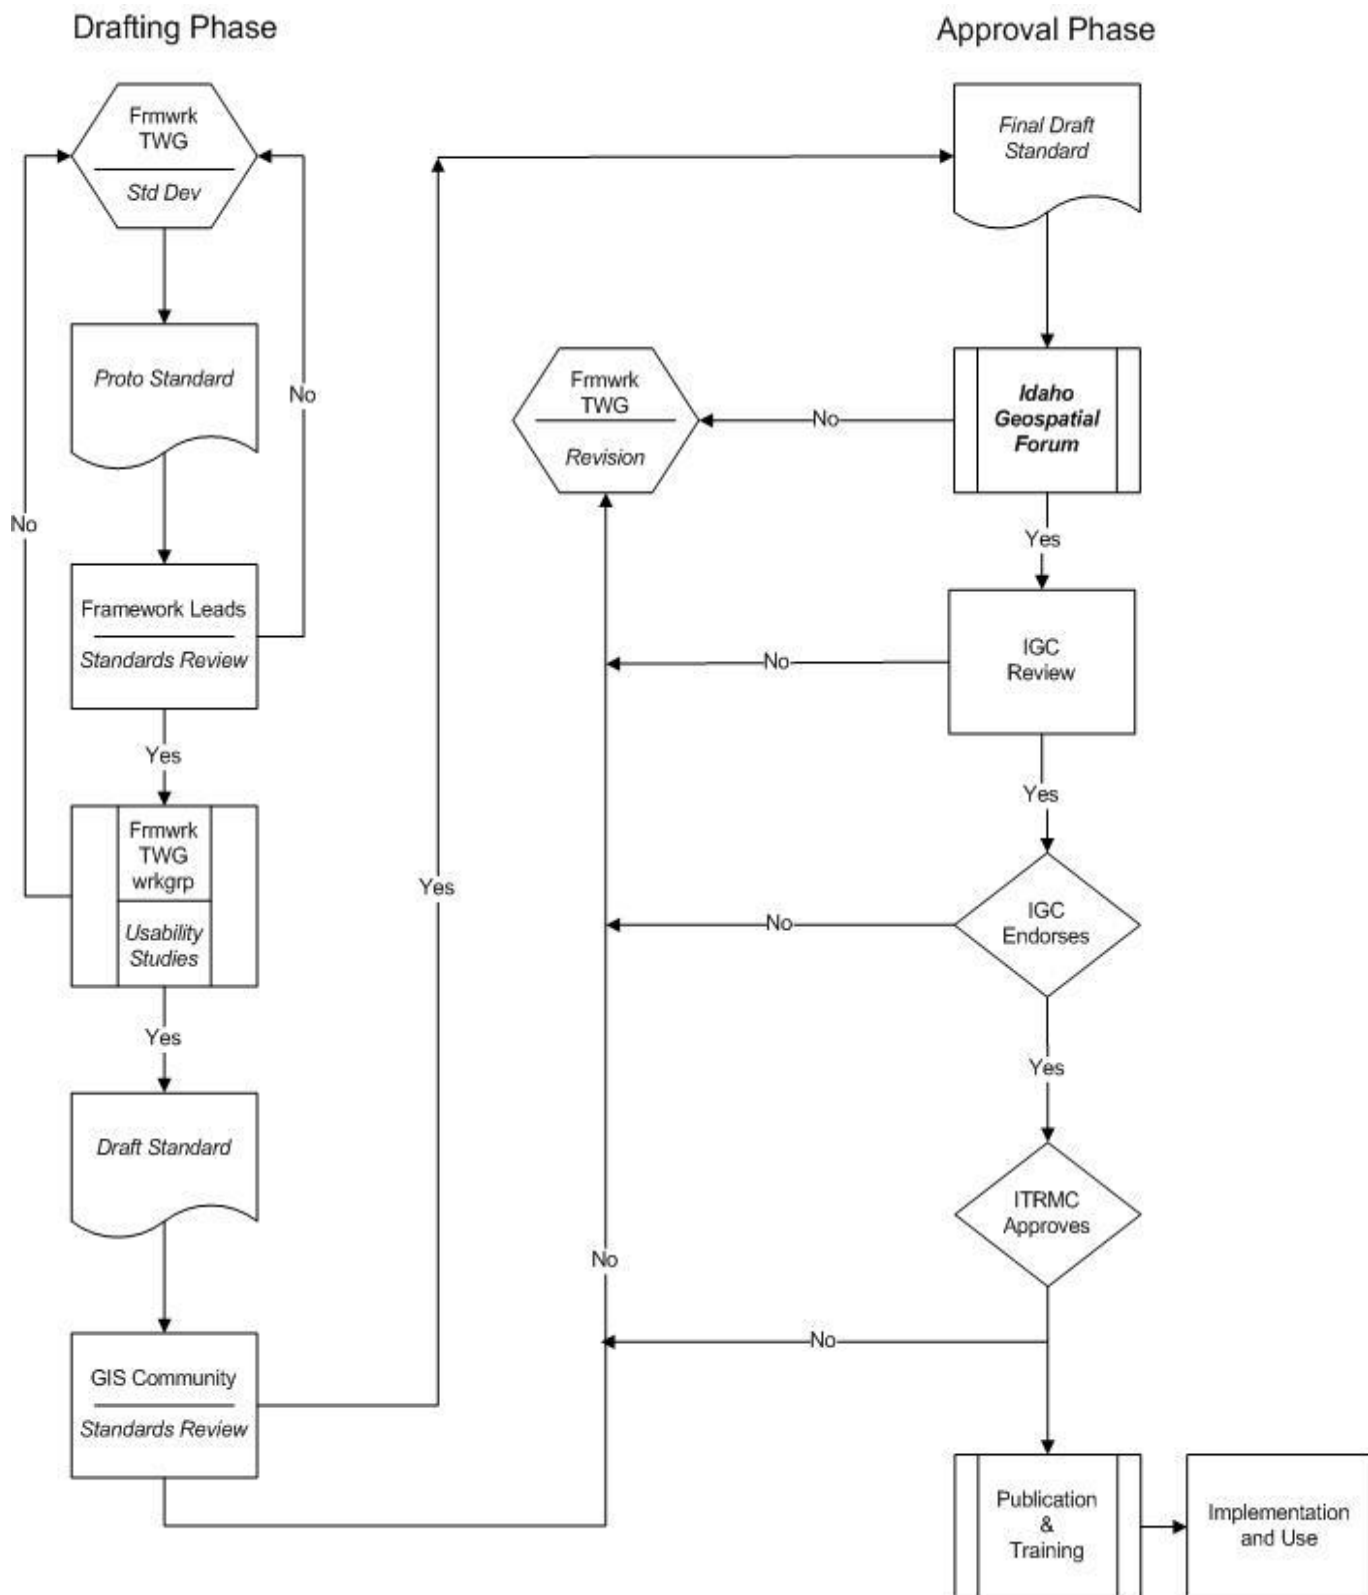 Drafting Phase
Approval Phase
Frmwrk
TWG
Std Dev
Proto Standard
No
No
Framework Leads
Standards Review
Yes
Frmwrk
TWG
wrkgrp
Usability
Studies
Yes
Draft Standard
GIS Community
Standards Review
Yes
No
Final Draft
Standard
Idaho
Geospatial
Forum
No
Frmwrk
TWG
Revision
Yes
IGC
Review
No
Yes
IGC
Endorses
No
Yes
ITRMC
Approves
No
Publication
&
Training
Implementation
and Use